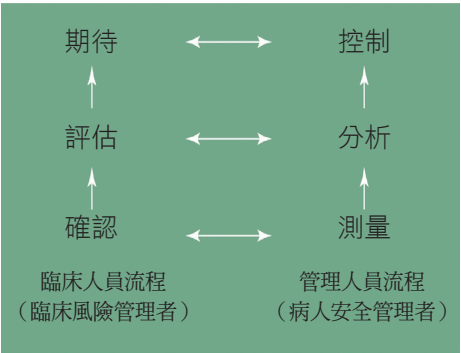 期待 控制
評估 分析
確認 測量
臨床人員流程 管理人員流程
（臨床風險管理者） （病人安全管理者）